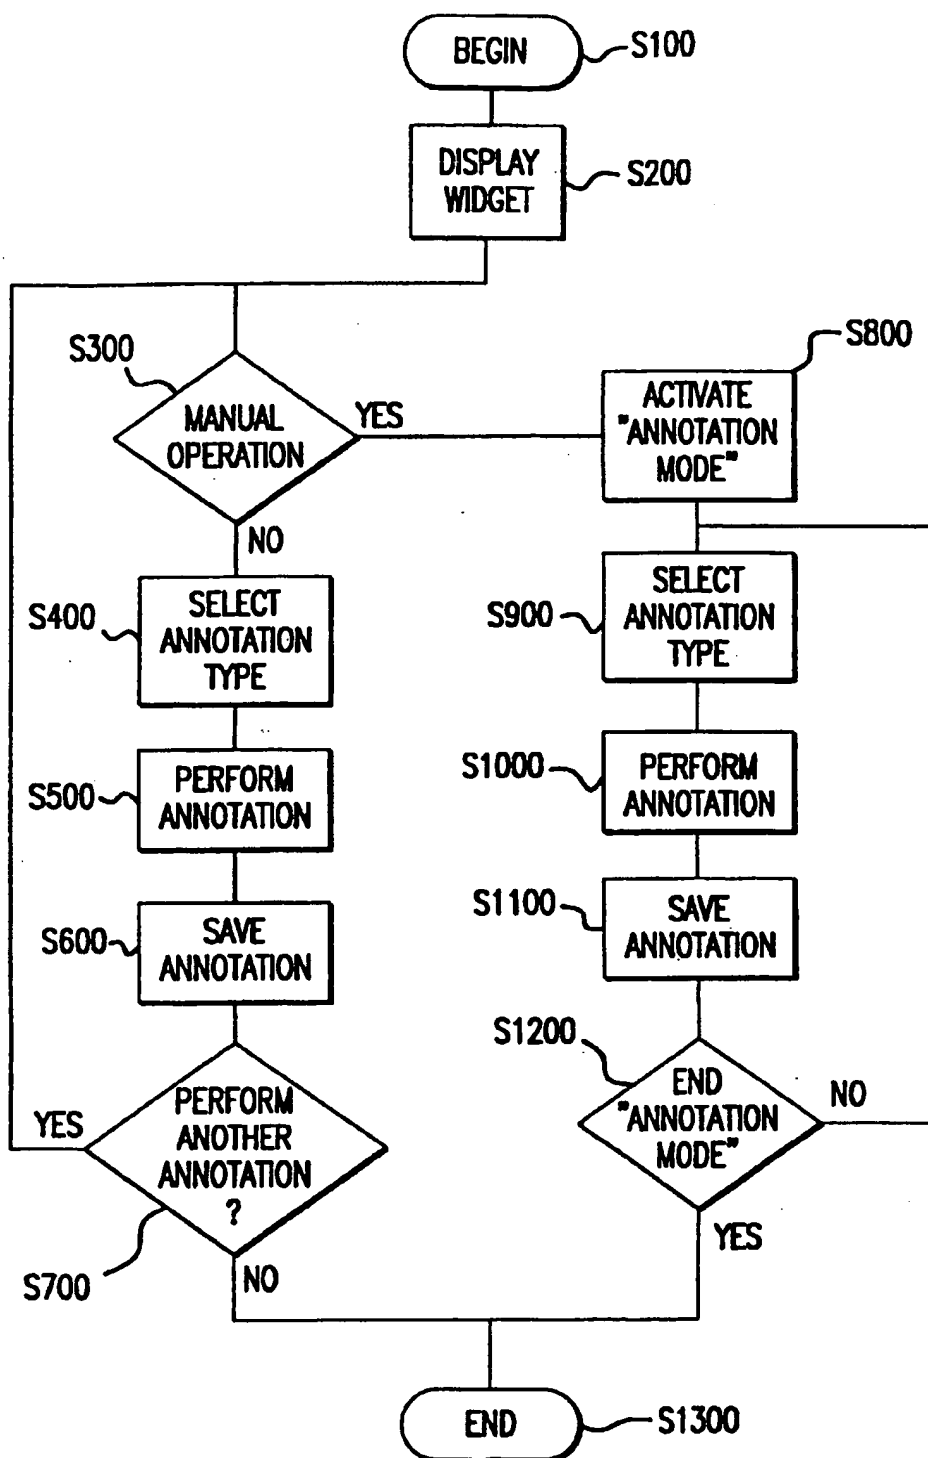 BEGIN
S100
DISPLAY
WIDGET
S200
S300
MANUAL
OPERATION
YES
NO
S800
ACTIVATE
"ANNOTATION
MODE"
S400
SELECT
ANNOTATION
TYPE
S900
SELECT
ANNOTATION
TYPE
S500
PERFORM
ANNOTATION
S1000
PERFORM
ANNOTATION
S600
SAVE
ANNOTATION
S1100
SAVE
ANNOTATION
YES
PERFORM
ANOTHER
ANNOTATION
?
S700
NO
S1200
END
"ANNOTATION
MODE"
NO
YES
END
S1300